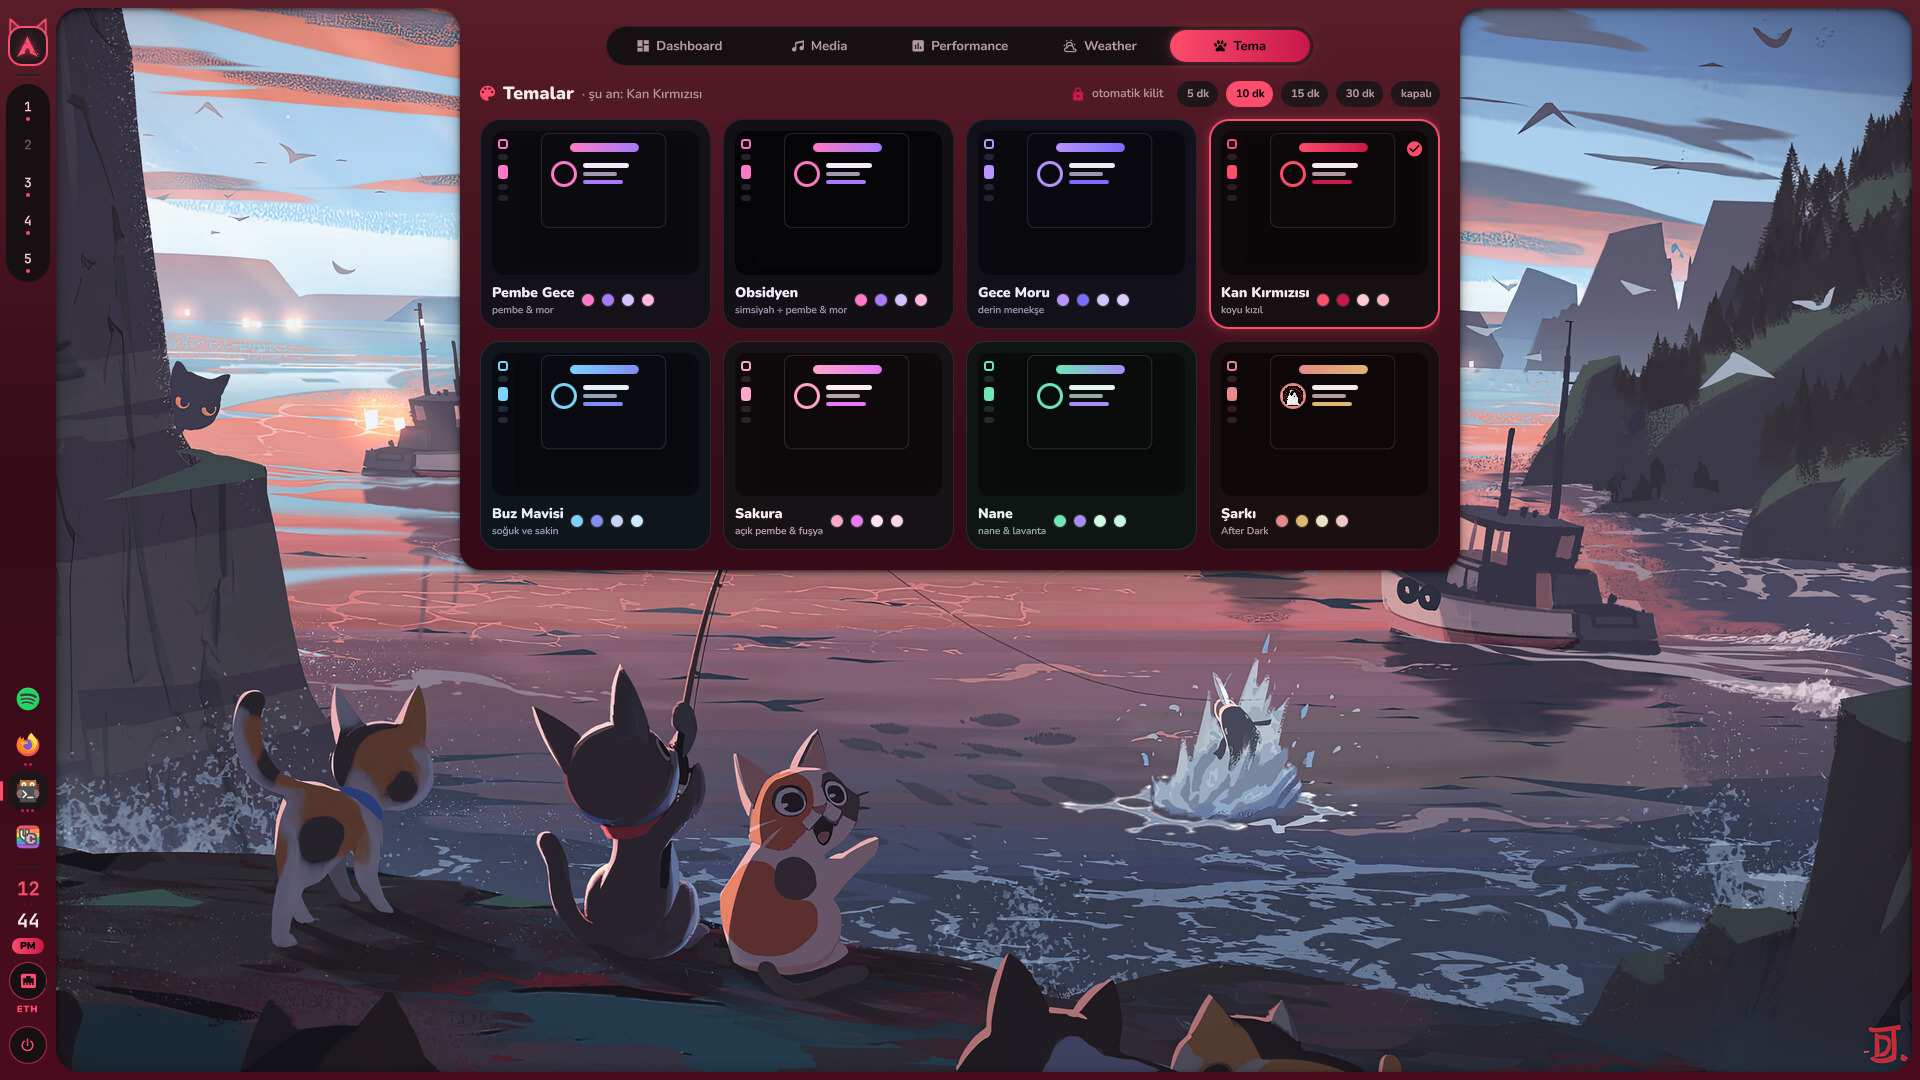 Dashboard
Media
Performance
Weather
Tema
Temalar · şu an: Kan Kırmızısı
otomatik kilit
5 dk
10 dk
15 dk
30 dk
kapalı
Pembe Gece
pembe & mor
Obsidyen
simsiyah + pembe & mor
Gece Moru
derin menekşe
Kan Kırmızısı
koyu kızıl
Buz Mavisi
soğuk ve sakin
Sakura
açık pembe & fuşya
Nane
nane & lavanta
Şarkı
After Dark
1
2
3
4
5
12
44
PM
ETH